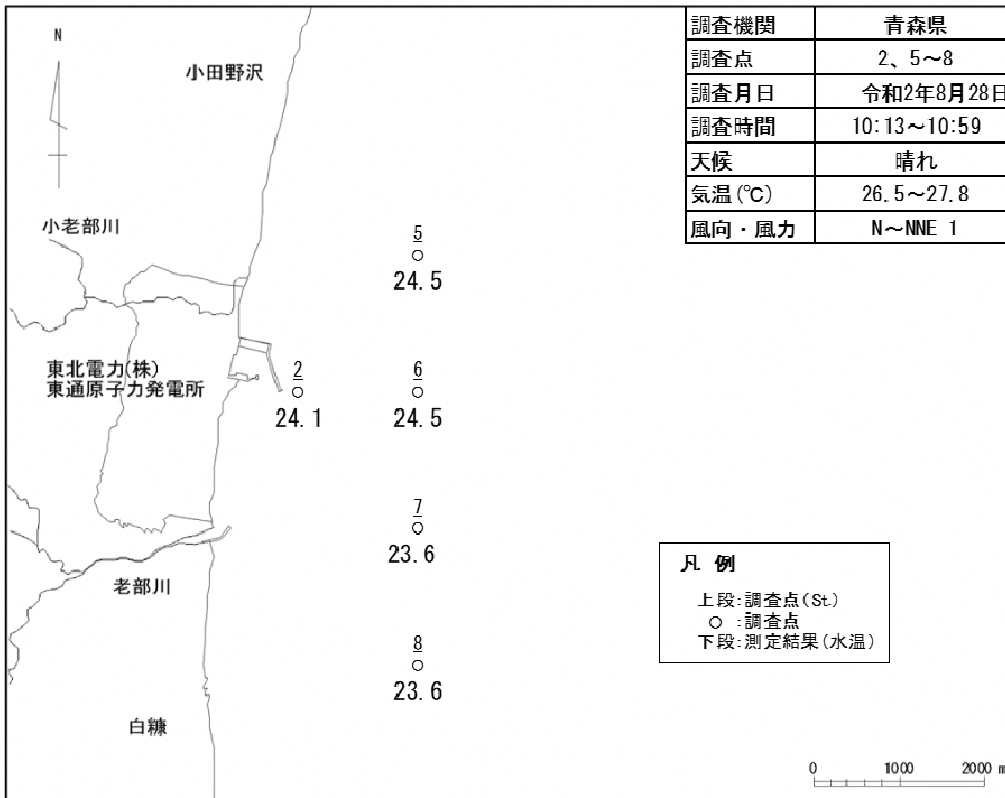 N
小田野沢
調査機関 青森県
調査点 2、5～8
調査月日 令和2年8月28日
調査時間 10:13～10:59
天候 晴れ
気温(℃) 26.5～27.8
風向・風力 N～NNE 1
小老部川
5
24.5
東北電力(株)
東通原子力発電所
2
24.1
6
24.5
7
23.6
老部川
8
23.6
白糠
凡 例
上段:調査点(St.)
○ :調査点
下段:測定結果(水温)
0 1000 2000 m